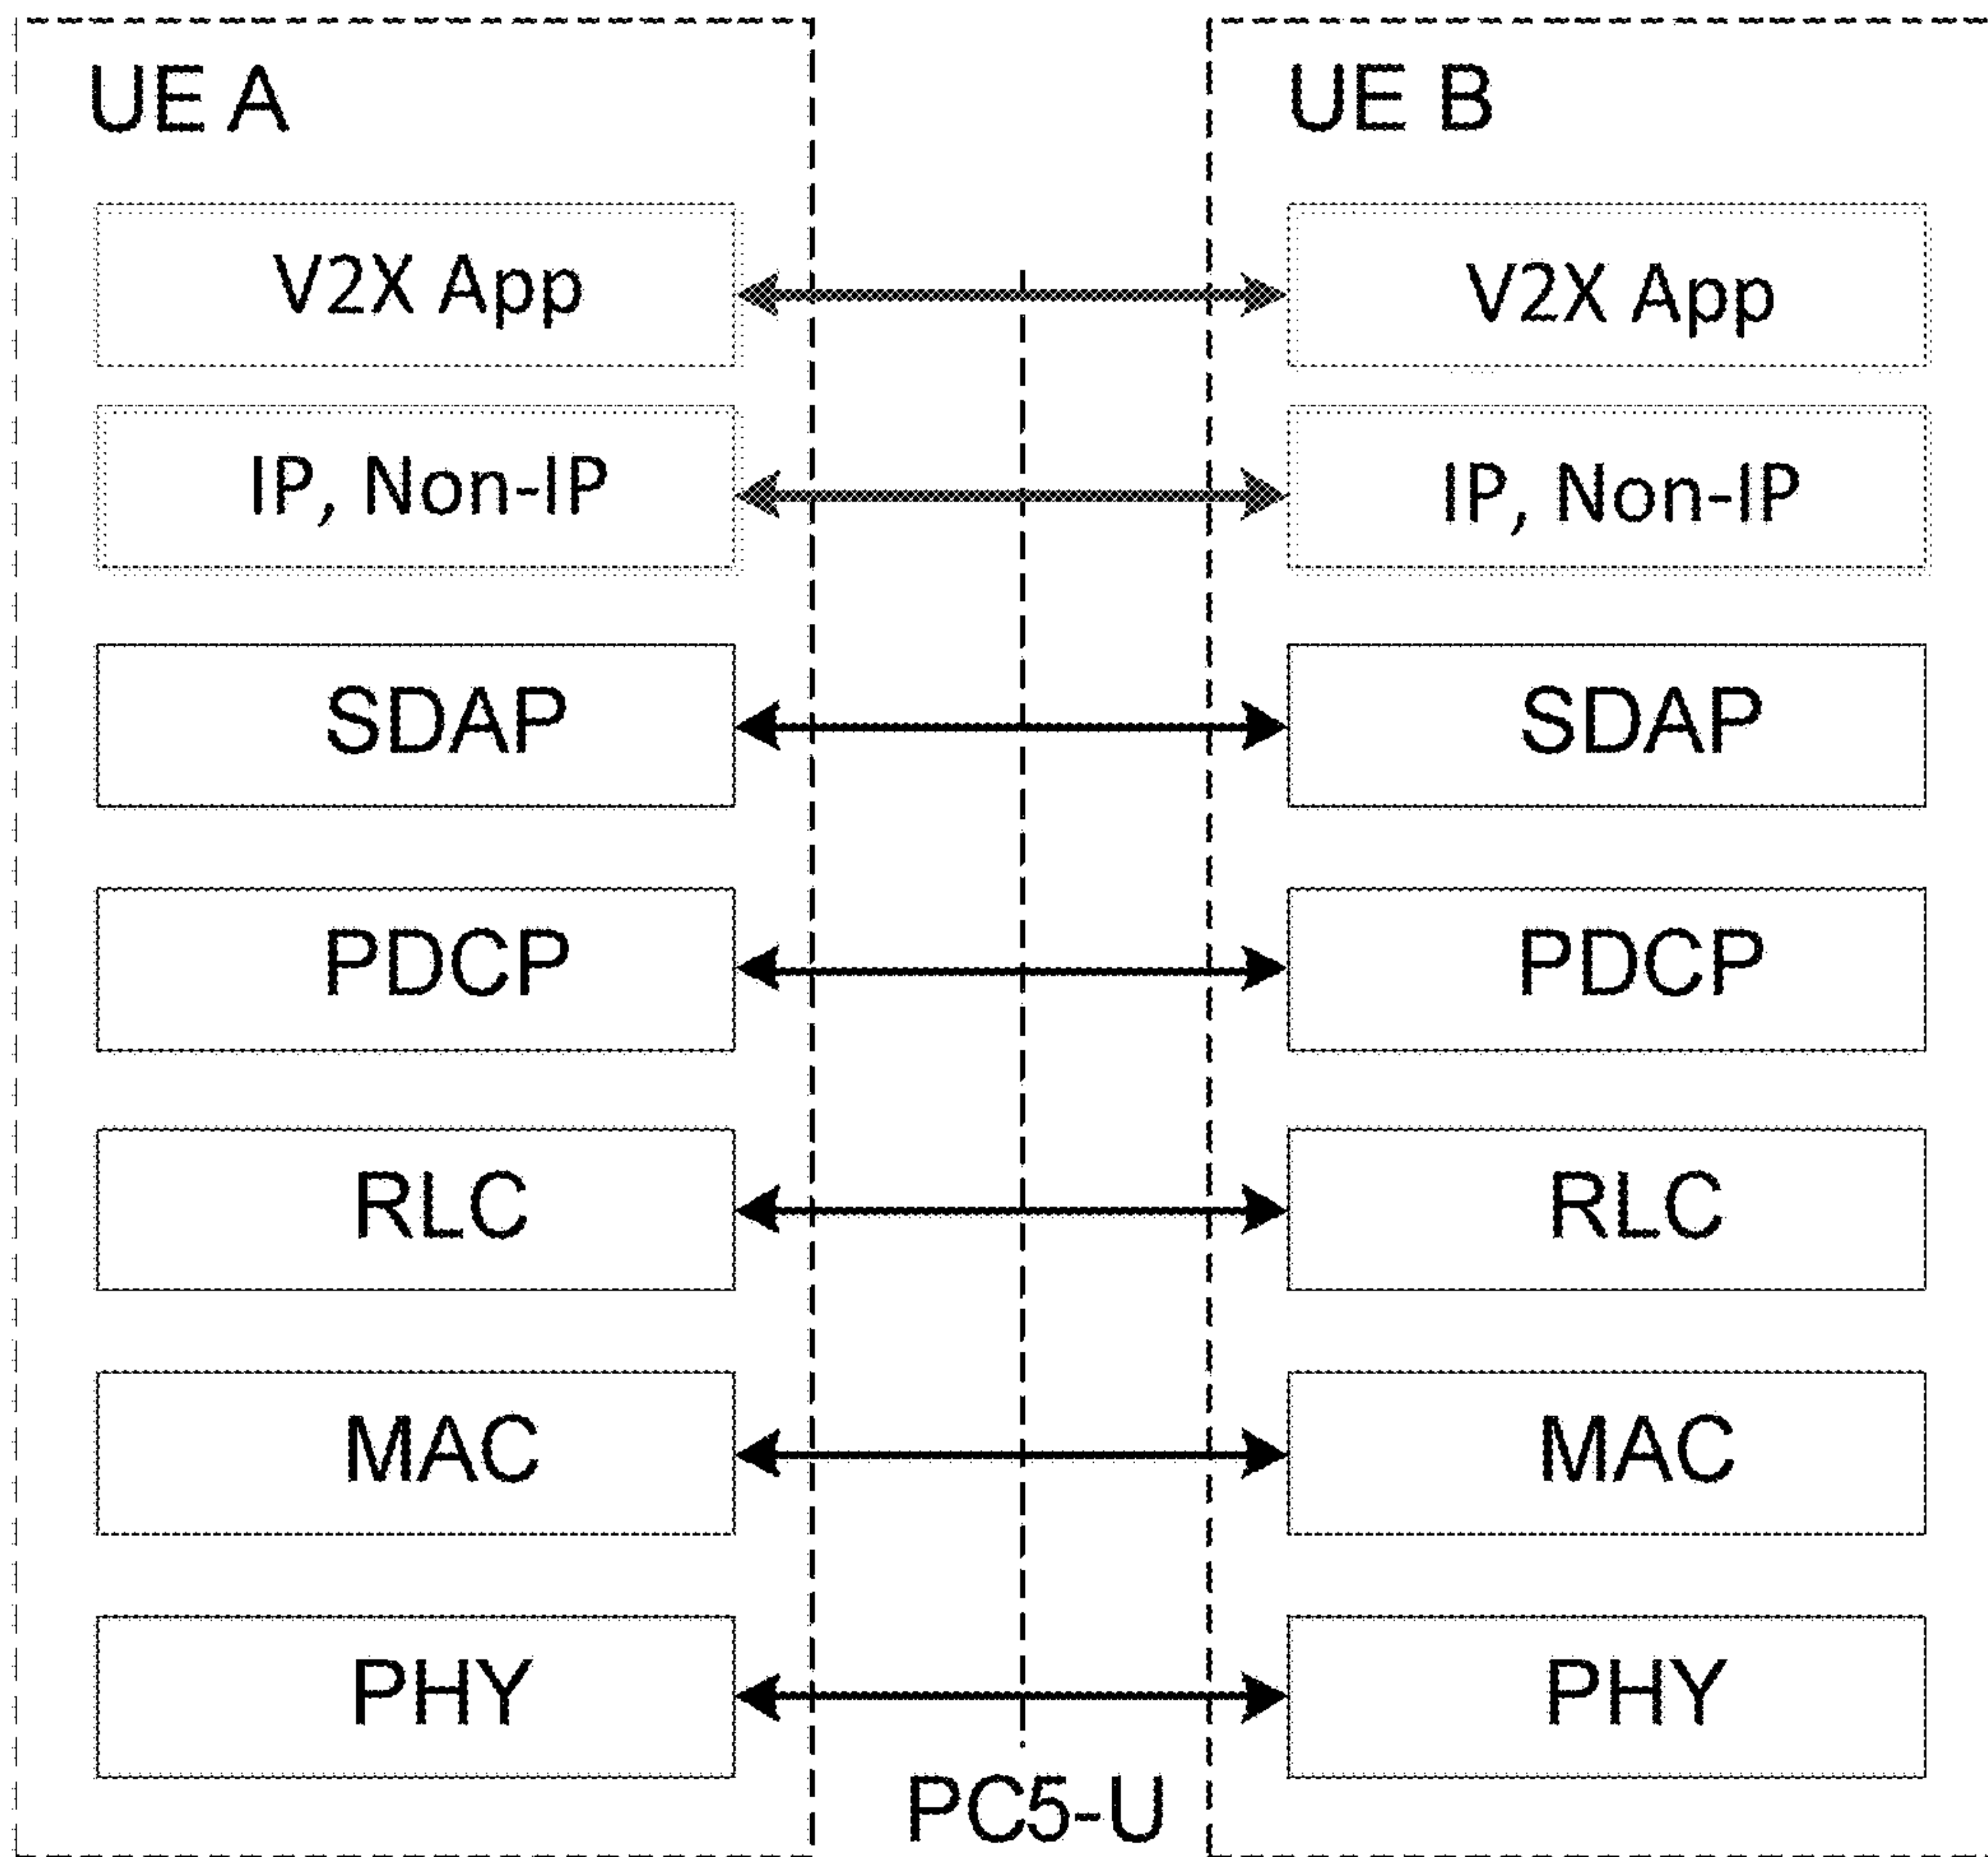 UE A
UE B
V2X App
V2X App
IP, Non-IP
IP, Non-IP
SDAP
SDAP
PDCP
PDCP
RLC
RLC
MAC
MAC
PHY
PHY
PC5-U